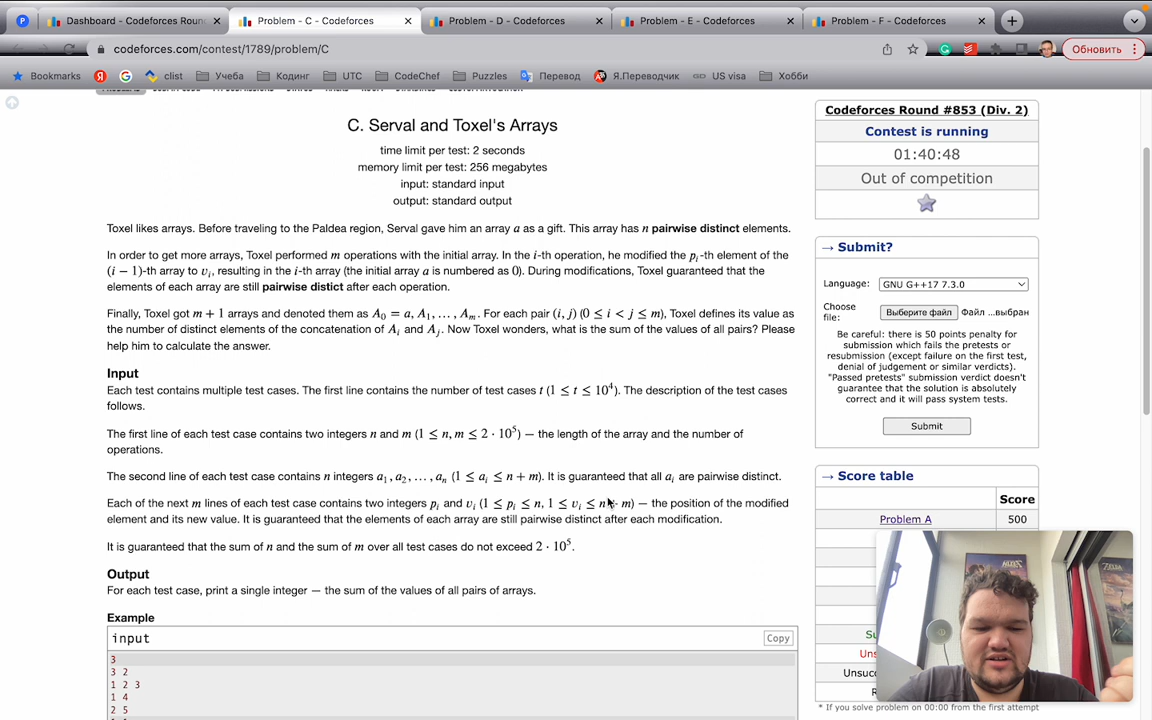 Dashboard - Codeforces Roun
Problem - C - Codeforces
Problem - D - Codeforces
Problem - E - Codeforces
Problem - F - Codeforces
codeforces.com/contest/1789/problem/C
Обновить
Bookmarks
clist
Учеба
Кодинг
UTC
CodeChef
Puzzles
Перевод
Я.Переводчик
US visa
Хобби
C. Serval and Toxel's Arrays
time limit per test: 2 seconds
memory limit per test: 256 megabytes
input: standard input
output: standard output
Toxel likes arrays. Before traveling to the Paldea region, Serval gave him an array a as a gift. This array has n pairwise distinct elements.
In order to get more arrays, Toxel performed m operations with the initial array. In the i-th operation, he modified the p_i-th element of the
(i − 1)-th array to v_i, resulting in the i-th array (the initial array a is numbered as 0). During modifications, Toxel guaranteed that the
elements of each array are still pairwise distict after each operation.
Finally, Toxel got m + 1 arrays and denoted them as A_0 = a, A_1, …, A_m. For each pair (i, j) (0 ≤ i < j ≤ m), Toxel defines its value as
the number of distinct elements of the concatenation of A_i and A_j. Now Toxel wonders, what is the sum of the values of all pairs? Please
help him to calculate the answer.
Input
Each test contains multiple test cases. The first line contains the number of test cases t (1 ≤ t ≤ 10^4). The description of the test cases
follows.
The first line of each test case contains two integers n and m (1 ≤ n, m ≤ 2 · 10^5) — the length of the array and the number of
operations.
The second line of each test case contains n integers a_1, a_2, …, a_n (1 ≤ a_i ≤ n + m). It is guaranteed that all a_i are pairwise distinct.
Each of the next m lines of each test case contains two integers p_i and v_i (1 ≤ p_i ≤ n, 1 ≤ v_i ≤ n + m) — the position of the modified
element and its new value. It is guaranteed that the elements of each array are still pairwise distinct after each modification.
It is guaranteed that the sum of n and the sum of m over all test cases do not exceed 2 · 10^5.
Output
For each test case, print a single integer — the sum of the values of all pairs of arrays.
Example
input
Copy
3
3 2
1 2 3
1 4
2 5
Codeforces Round #853 (Div. 2)
Contest is running
01:40:48
Out of competition
→ Submit?
Language:
GNU G++17 7.3.0
Choose
file:
Выберите файл
Файл ...выбран
Be careful: there is 50 points penalty for
submission which fails the pretests or
resubmission (except failure on the first test,
denial of judgement or similar verdicts).
"Passed pretests" submission verdict doesn't
guarantee that the solution is absolutely
correct and it will pass system tests.
Submit
→ Score table
Score
Problem A
500
Su
Uns
Unsucc
R
* If you solve problem on 00:00 from the first attempt